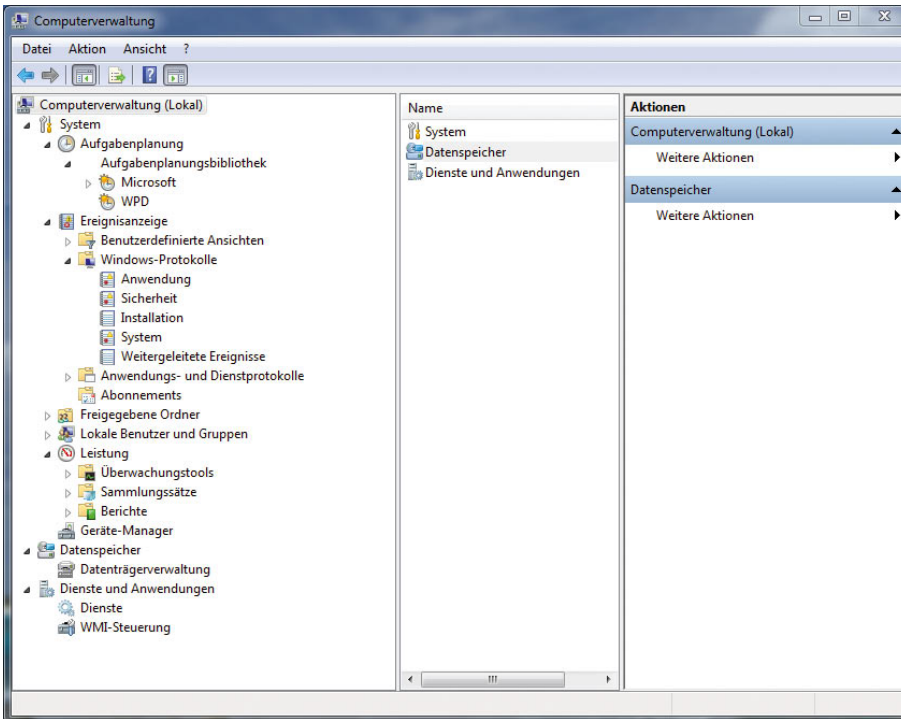 Computerverwaltung
Datei Aktion Ansicht ?
Computerverwaltung (Lokal)
System
Aufgabenplanung
Aufgabenplanungsbibliothek
Microsoft
WPD
Ereignisanzeige
Benutzerdefinierte Ansichten
Windows-Protokolle
Anwendung
Sicherheit
Installation
System
Weitergeleitete Ereignisse
Anwendungs- und Dienstprotokolle
Abonnements
Freigegebene Ordner
Lokale Benutzer und Gruppen
Leistung
Überwachungstools
Sammlungssätze
Berichte
Geräte-Manager
Datenspeicher
Datenträgerverwaltung
Dienste und Anwendungen
Dienste
WMI-Steuerung
Name
System
Datenspeicher
Dienste und Anwendungen
Aktionen
Computerverwaltung (Lokal)
Weitere Aktionen
Datenspeicher
Weitere Aktionen